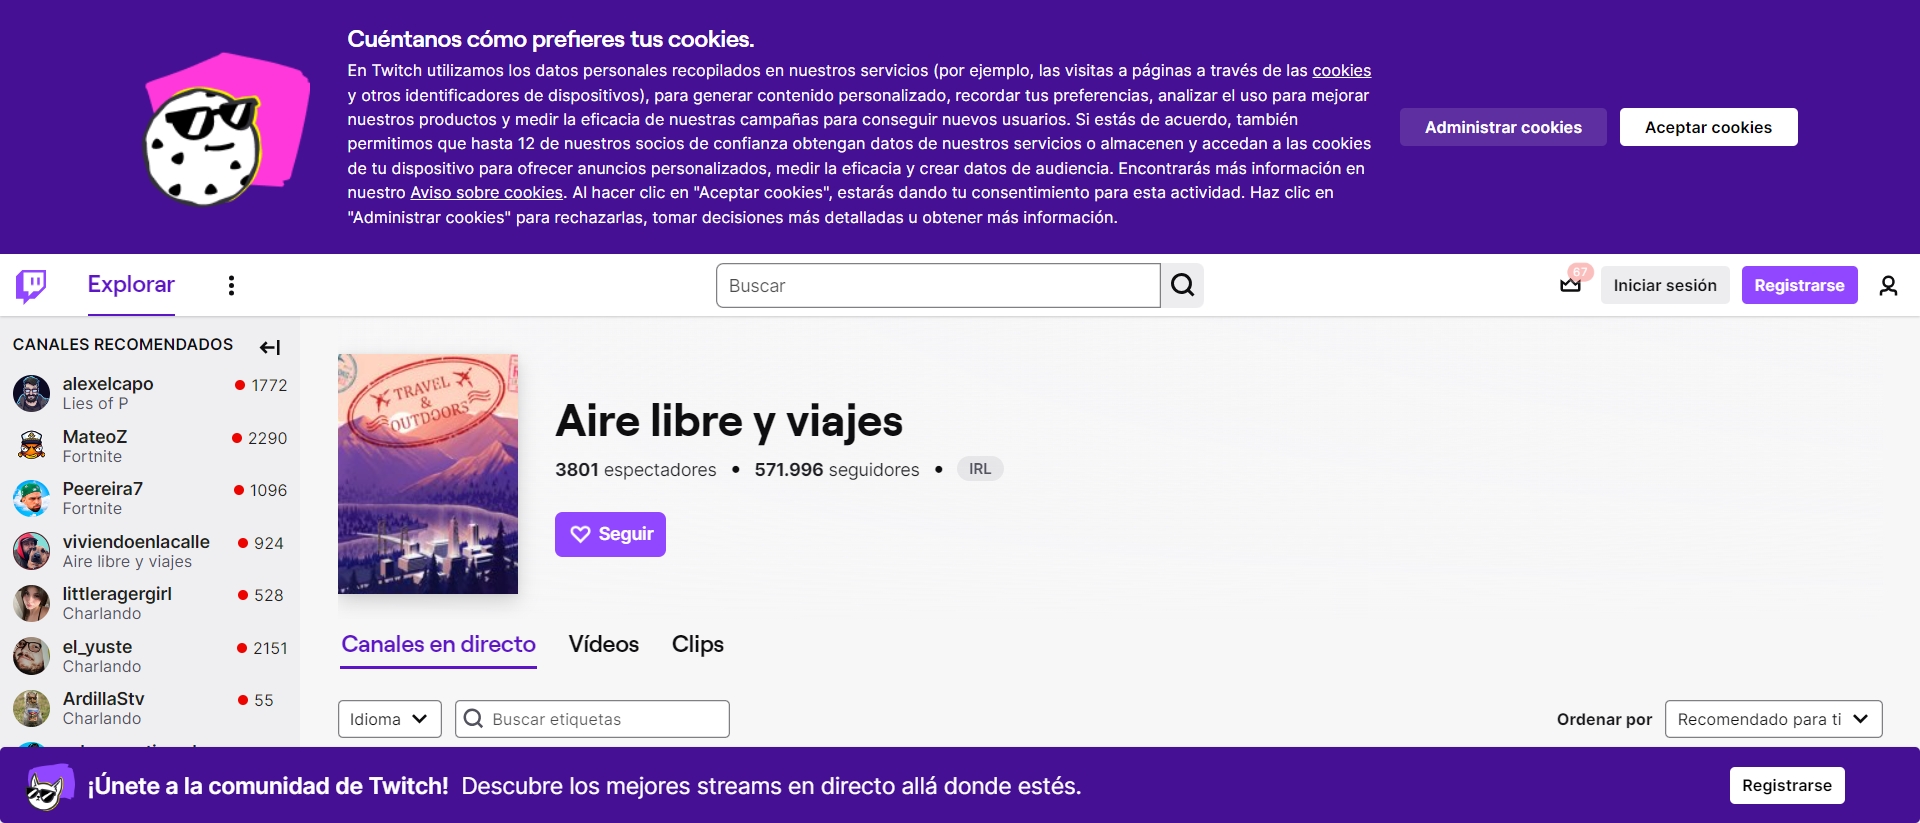 Cuéntanos cómo prefieres tus cookies.
En Twitch utilizamos los datos personales recopilados en nuestros servicios (por ejemplo, las visitas a páginas a través de las cookies
y otros identificadores de dispositivos), para generar contenido personalizado, recordar tus preferencias, analizar el uso para mejorar
nuestros productos y medir la eficacia de nuestras campañas para conseguir nuevos usuarios. Si estás de acuerdo, también
permitimos que hasta 12 de nuestros socios de confianza obtengan datos de nuestros servicios o almacenen y accedan a las cookies
de tu dispositivo para ofrecer anuncios personalizados, medir la eficacia y crear datos de audiencia. Encontrarás más información en
nuestro Aviso sobre cookies. Al hacer clic en "Aceptar cookies", estarás dando tu consentimiento para esta actividad. Haz clic en
"Administrar cookies" para rechazarlas, tomar decisiones más detalladas u obtener más información.
Administrar cookies
Aceptar cookies
Explorar
Buscar
67
Iniciar sesión
Registrarse
CANALES RECOMENDADOS
alexelcapo 1772
Lies of P
MateoZ 2290
Fortnite
Peereira7 1096
Fortnite
viviendoenlacalle 924
Aire libre y viajes
littleragergirl 528
Charlando
el_yuste 2151
Charlando
ArdillaStv 55
Charlando
TRAVEL
&
OUTDOORS
Aire libre y viajes
3801 espectadores • 571.996 seguidores • IRL
Seguir
Canales en directo Vídeos Clips
Idioma
Buscar etiquetas
Ordenar por
Recomendado para ti
¡Únete a la comunidad de Twitch! Descubre los mejores streams en directo allá donde estés.
Registrarse